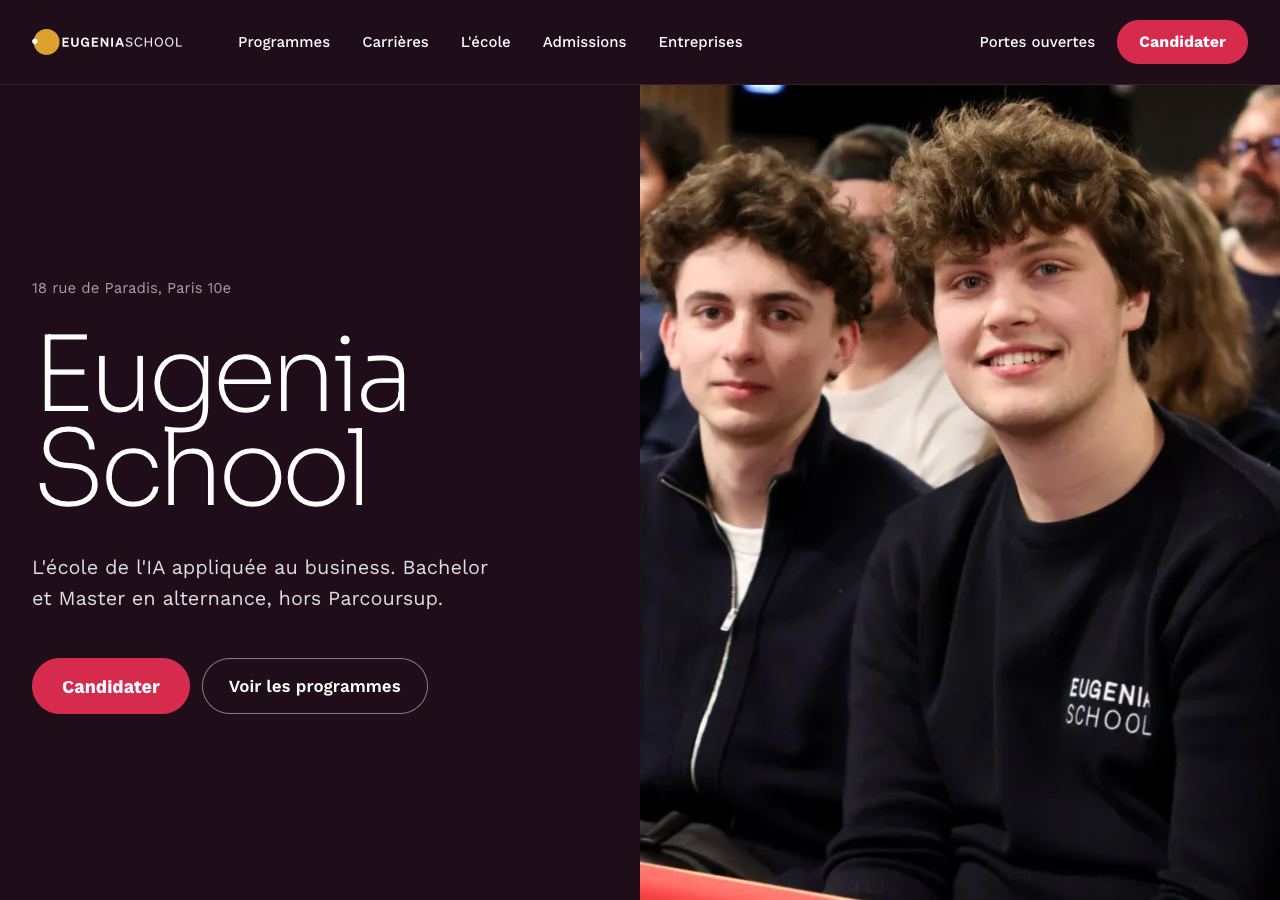 EUGENIASCHOOL
Programmes
Carrières
L'école
Admissions
Entreprises
Portes ouvertes
Candidater
18 rue de Paradis, Paris 10e
Eugenia
School
L'école de l'IA appliquée au business. Bachelor
et Master en alternance, hors Parcoursup.
Candidater
Voir les programmes
EUGENIA
SCHOOL